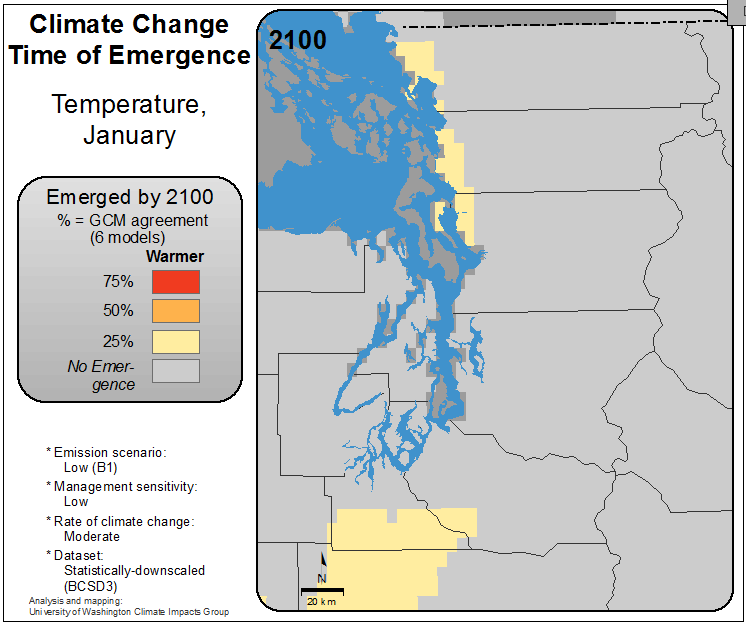 Climate Change
Time of Emergence
Temperature,
January
Emerged by 2100
% = GCM agreement
(6 models)
Warmer
75%
50%
25%
No Emer-
gence
* Emission scenario:
Low (B1)
* Management sensitivity:
Low
* Rate of climate change:
Moderate
* Dataset:
Statistically-downscaled
(BCSD3)
Analysis and mapping:
University of Washington Climate Impacts Group
2100
N
20 km